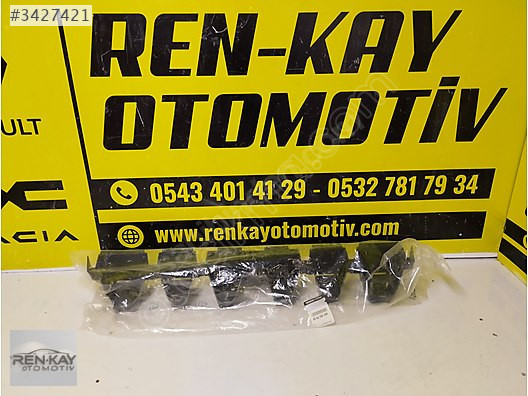 #3427421
REN-KAY
OTOMOTİV
ULT
ACIA
0543 401 41 29 - 0532 781 79 34
www.renkayotomotiv.com
REN-KAY
OTOMOTİV